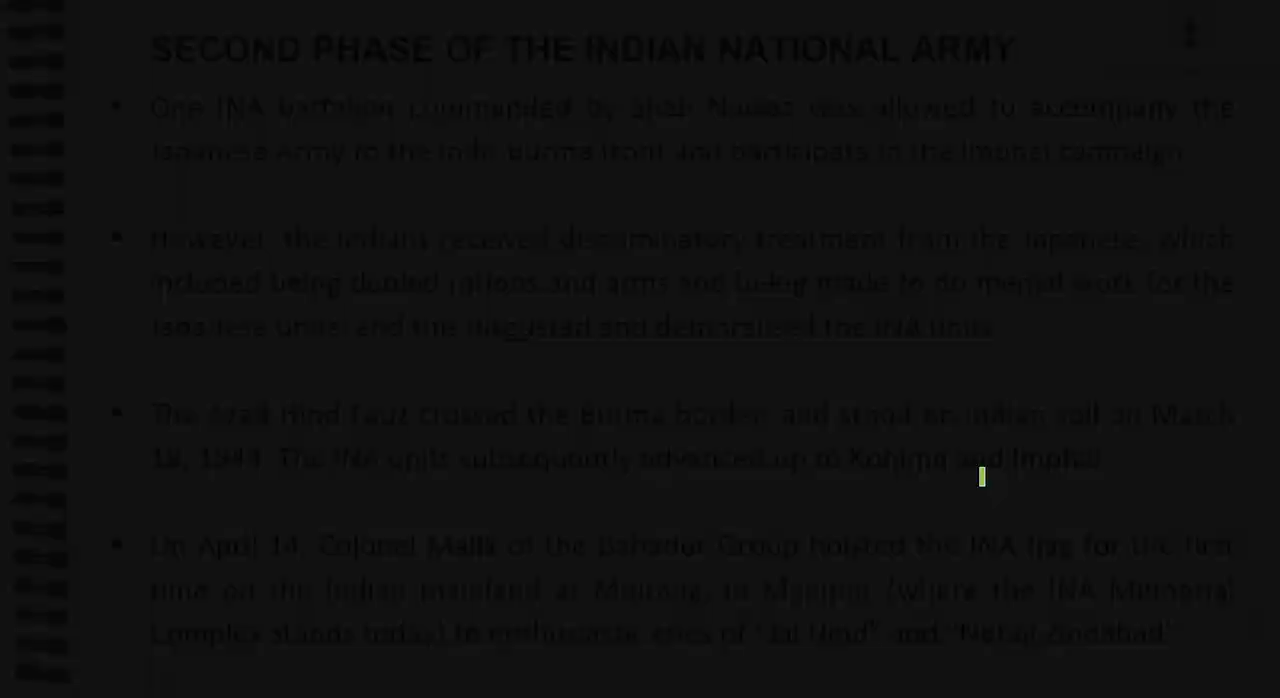 SECOND PHASE OF THE INDIAN NATIONAL ARMY
• One INA battalion commanded by Shah Nawaz was allowed to accompany the
Japanese Army to the Indo-Burma front and participate in the Imphal campaign.
• However, the Indians received discriminatory treatment from the Japanese, which
included being denied rations and arms and being made to do menial work for the
Japanese units, and this disgusted and demoralised the INA units.
• The Azad Hind Fauz crossed the Burma border, and stood on Indian soil on March
18, 1944. The INA units subsequently advanced up to Kohima and Imphal.
• On April 14, Colonel Malik of the Bahadur Group hoisted the INA flag for the first
time on the Indian mainland at Moirang, in Manipur (where the INA Memorial
Complex stands today) to enthusiastic cries of "Jai Hind" and "Netaji Zindabad".